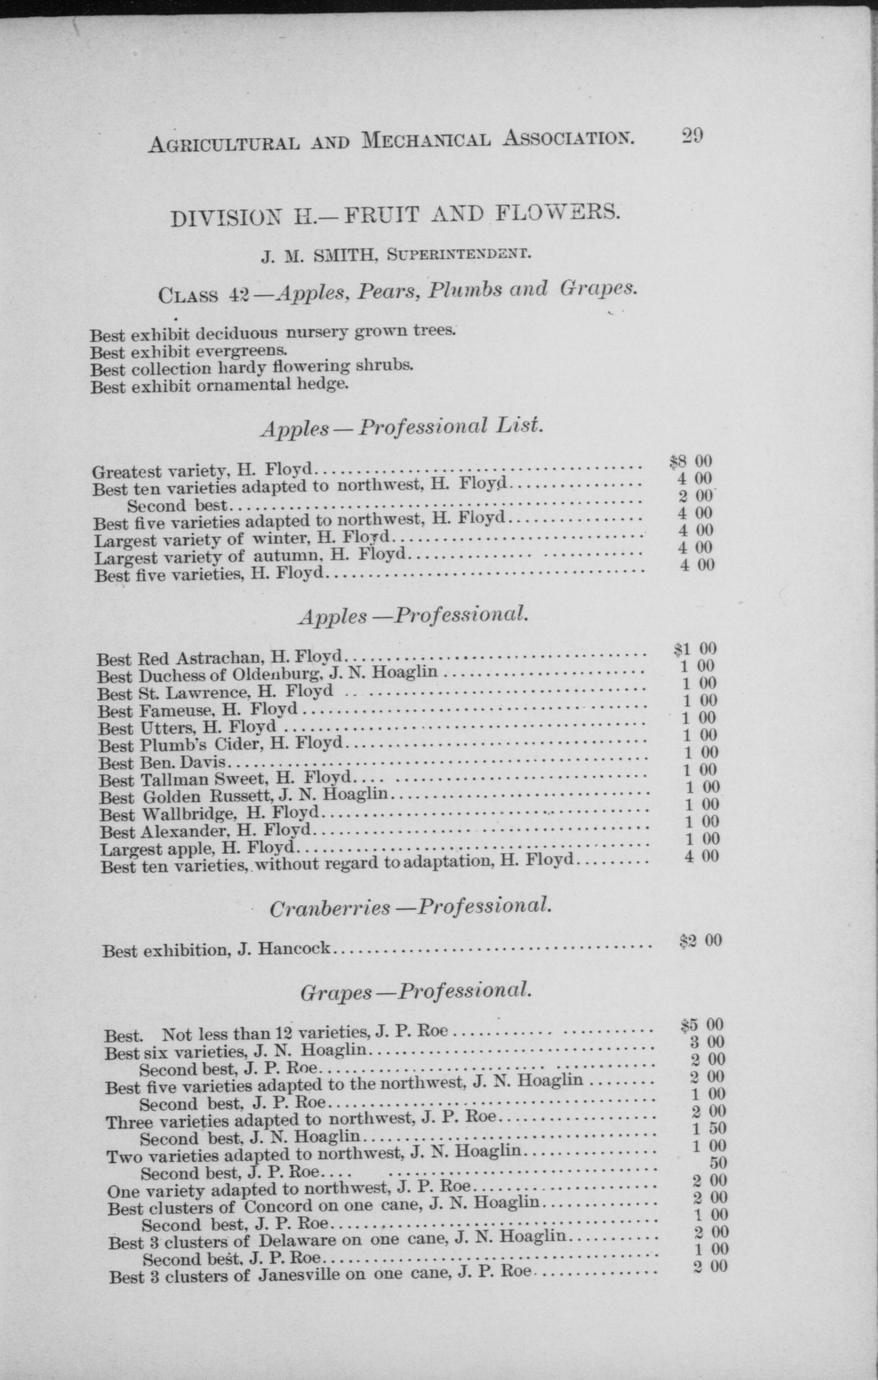 AGRICULTURAL AND MECHANICAL ASSOCIATION. 29
DIVISION H.—FRUIT AND FLOWERS.
J. M. SMITH, SUPERINTENDENT.
CLASS 42—Apples, Pears, Plumbs and Grapes.
Best exhibit deciduous nursery grown trees.
Best exhibit evergreens.
Best collection hardy flowering shrubs.
Best exhibit ornamental hedge.
Apples—Professional List.
Greatest variety, H. Floyd........ $8 00
Best ten varieties adapted to northwest, H. Floyd........ 4 00
Second best........ 2 00
Best five varieties adapted to northwest, H. Floyd........ 4 00
Largest variety of winter, H. Floyd........ 4 00
Largest variety of autumn, H. Floyd........ 4 00
Best five varieties, H. Floyd........ 4 00
Apples—Professional.
Best Red Astrachan, H. Floyd........ $1 00
Best Duchess of Oldenburg, J. N. Hoaglin........ 1 00
Best St. Lawrence, H. Floyd........ 1 00
Best Fameuse, H. Floyd........ 1 00
Best Utters, H. Floyd........ 1 00
Best Plumb's Cider, H. Floyd........ 1 00
Best Ben. Davis........ 1 00
Best Tallman Sweet, H. Floyd........ 1 00
Best Golden Russett, J. N. Hoaglin........ 1 00
Best Wallbridge, H. Floyd........ 1 00
Best Alexander, H. Floyd........ 1 00
Largest apple, H. Floyd........ 1 00
Best ten varieties, without regard to adaptation, H. Floyd........ 4 00
Cranberries—Professional.
Best exhibition, J. Hancock........ $2 00
Grapes—Professional.
Best. Not less than 12 varieties, J. P. Roe........ $5 00
Best six varieties, J. N. Hoaglin........ 3 00
Second best, J. P. Roe........ 2 00
Best five varieties adapted to the northwest, J. N. Hoaglin........ 2 00
Second best, J. P. Roe........ 1 00
Three varieties adapted to northwest, J. P. Roe........ 2 00
Second best, J. N. Hoaglin........ 1 50
Two varieties adapted to northwest, J. N. Hoaglin........ 1 00
Second best, J. P. Roe........ 50
One variety adapted to northwest, J. P. Roe........ 2 00
Best clusters of Concord on one cane, J. N. Hoaglin........ 2 00
Second best, J. P. Roe........ 1 00
Best 3 clusters of Delaware on one cane, J. N. Hoaglin........ 2 00
Second best, J. P. Roe........ 1 00
Best 3 clusters of Janesville on one cane, J. P. Roe........ 2 00